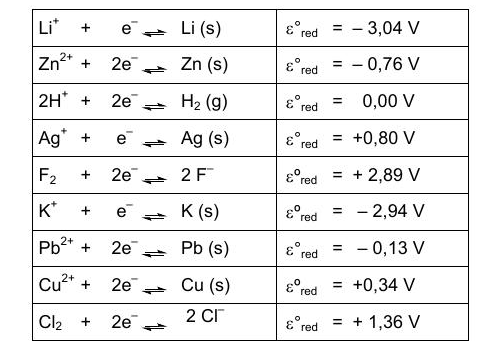 Li⁺ + e⁻ ⇌ Li (s) ε°red = – 3,04 V
Zn²⁺ + 2e⁻ ⇌ Zn (s) ε°red = – 0,76 V
2H⁺ + 2e⁻ ⇌ H₂ (g) ε°red = 0,00 V
Ag⁺ + e⁻ ⇌ Ag (s) ε°red = +0,80 V
F₂ + 2e⁻ ⇌ 2 F⁻ ε°red = + 2,89 V
K⁺ + e⁻ ⇌ K (s) ε°red = – 2,94 V
Pb²⁺ + 2e⁻ ⇌ Pb (s) ε°red = – 0,13 V
Cu²⁺ + 2e⁻ ⇌ Cu (s) ε°red = +0,34 V
Cl₂ + 2e⁻ ⇌ 2 Cl⁻ ε°red = + 1,36 V